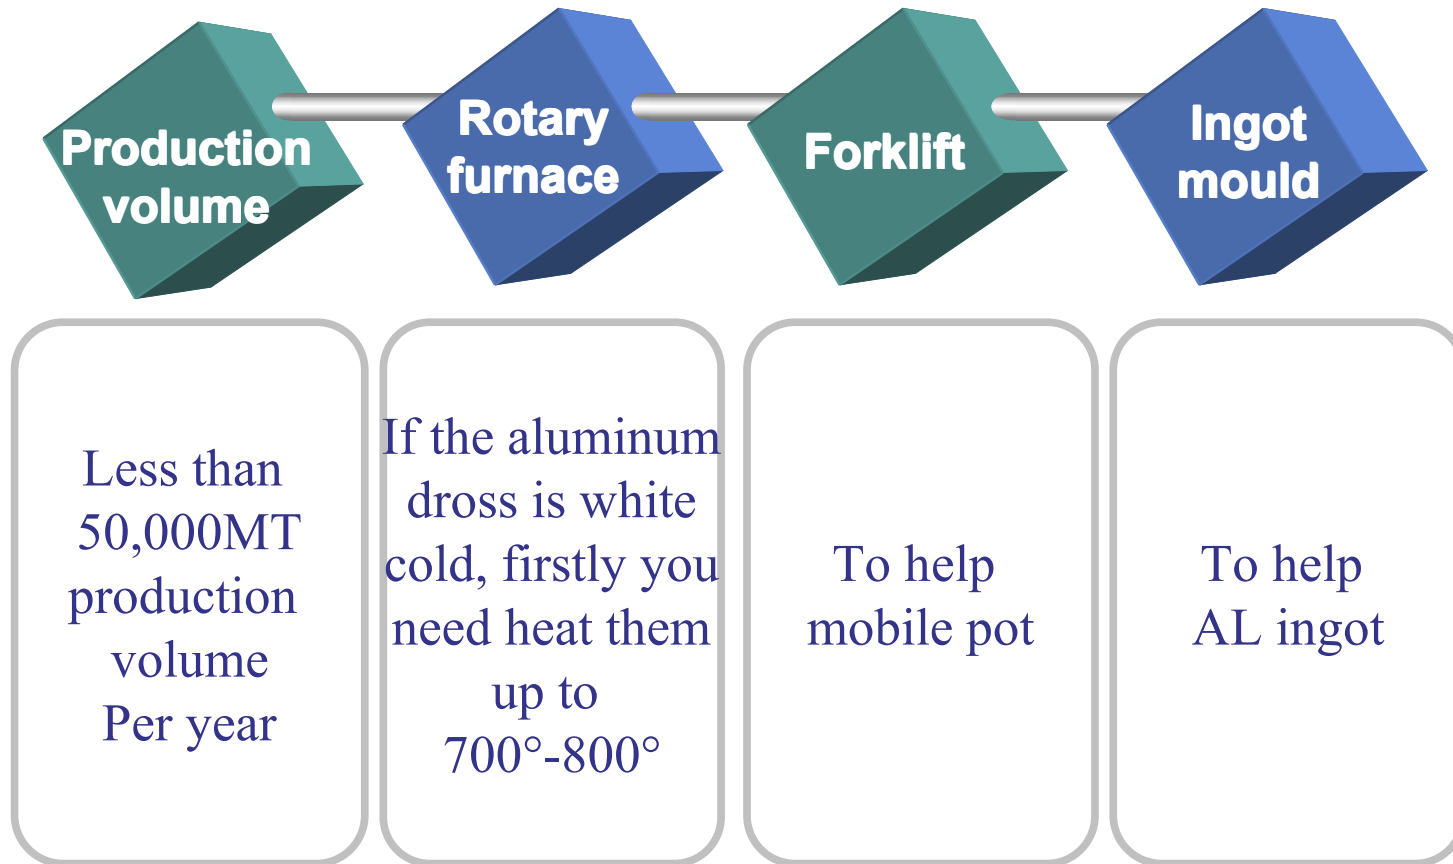 Production
volume
Rotary
furnace
Forklift
Ingot
mould
Less than
50,000MT
production
volume
Per year
If the aluminum
dross is white
cold, firstly you
need heat them
up to
700°-800°
To help
mobile pot
To help
AL ingot